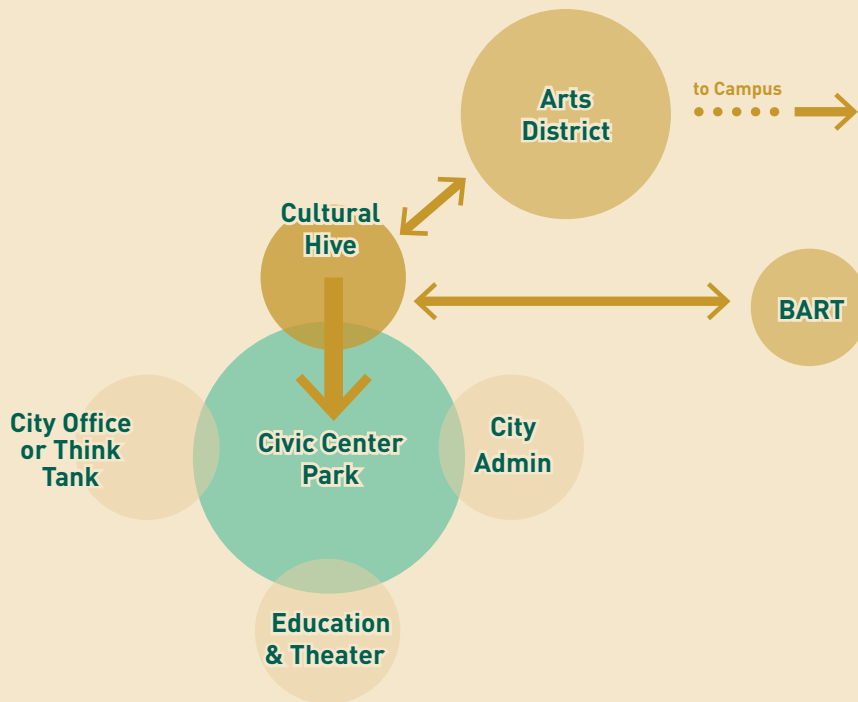 Arts
District
to Campus
Cultural
Hive
BART
City Office
or Think
Tank
Civic Center
Park
City
Admin
Education
& Theater